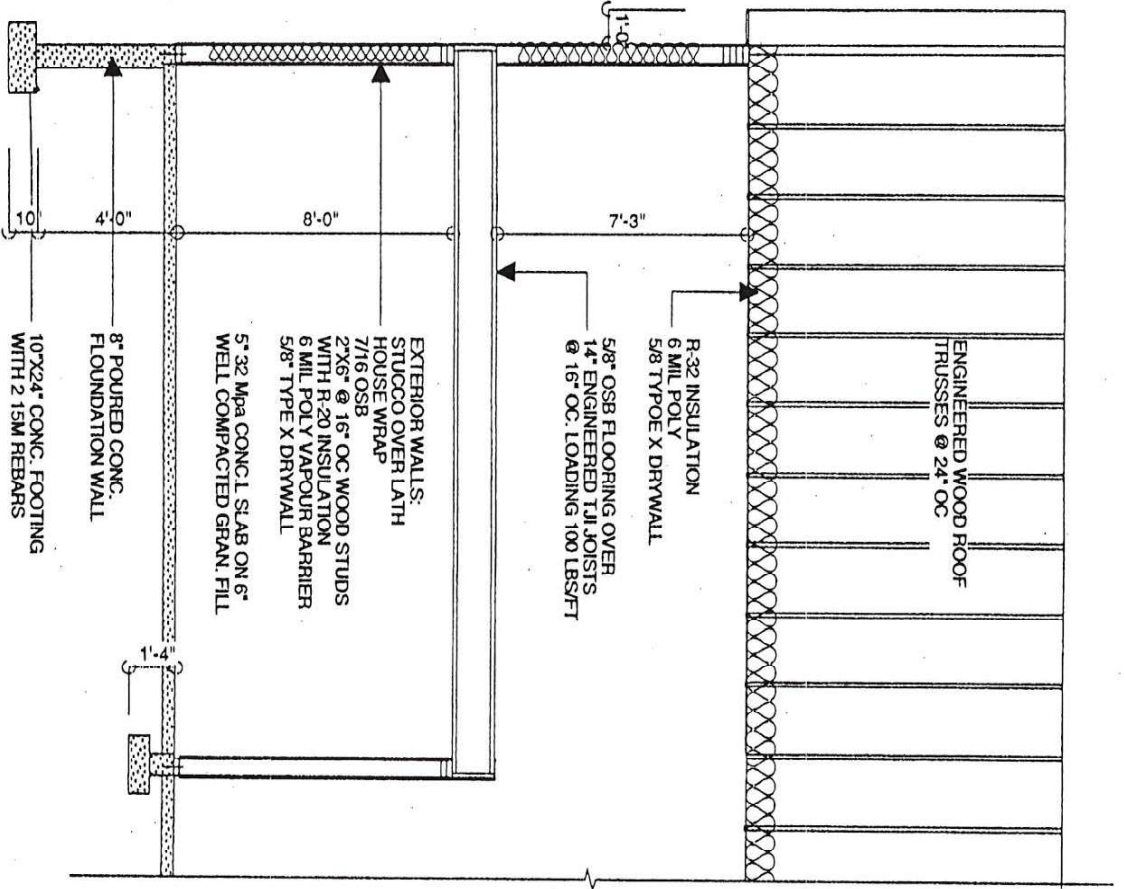 ENGINEERED WOOD ROOF
TRUSSES @ 24" OC
R-32 INSULATION
6 MIL POLY
5/8 TYPOE X DRYWALL
5/8" OSB FLOORING OVER
14" ENGINEERED TJI JOISTS
@ 16" OC. LOADING 100 LBS/FT
EXTERIOR WALLS:
STUCCO OVER LATH
HOUSE WRAP
7/16 OSB
2"X6" @ 16" OC WOOD STUDS
WITH R-20 INSULATION
6 MIL POLY VAPOUR BARRIER
5/8" TYPE X DRYWALL
5" 32 Mpa CONC.L SLAB ON 6"
WELL COMPACTED GRAN. FILL
8" POURED CONC.
FLOUNDATION WALL
10"X24" CONC. FOOTING
WITH 2 15M REBARS
1'-0
7'-3"
8'-0"
4'-0"
10"
1'-4"